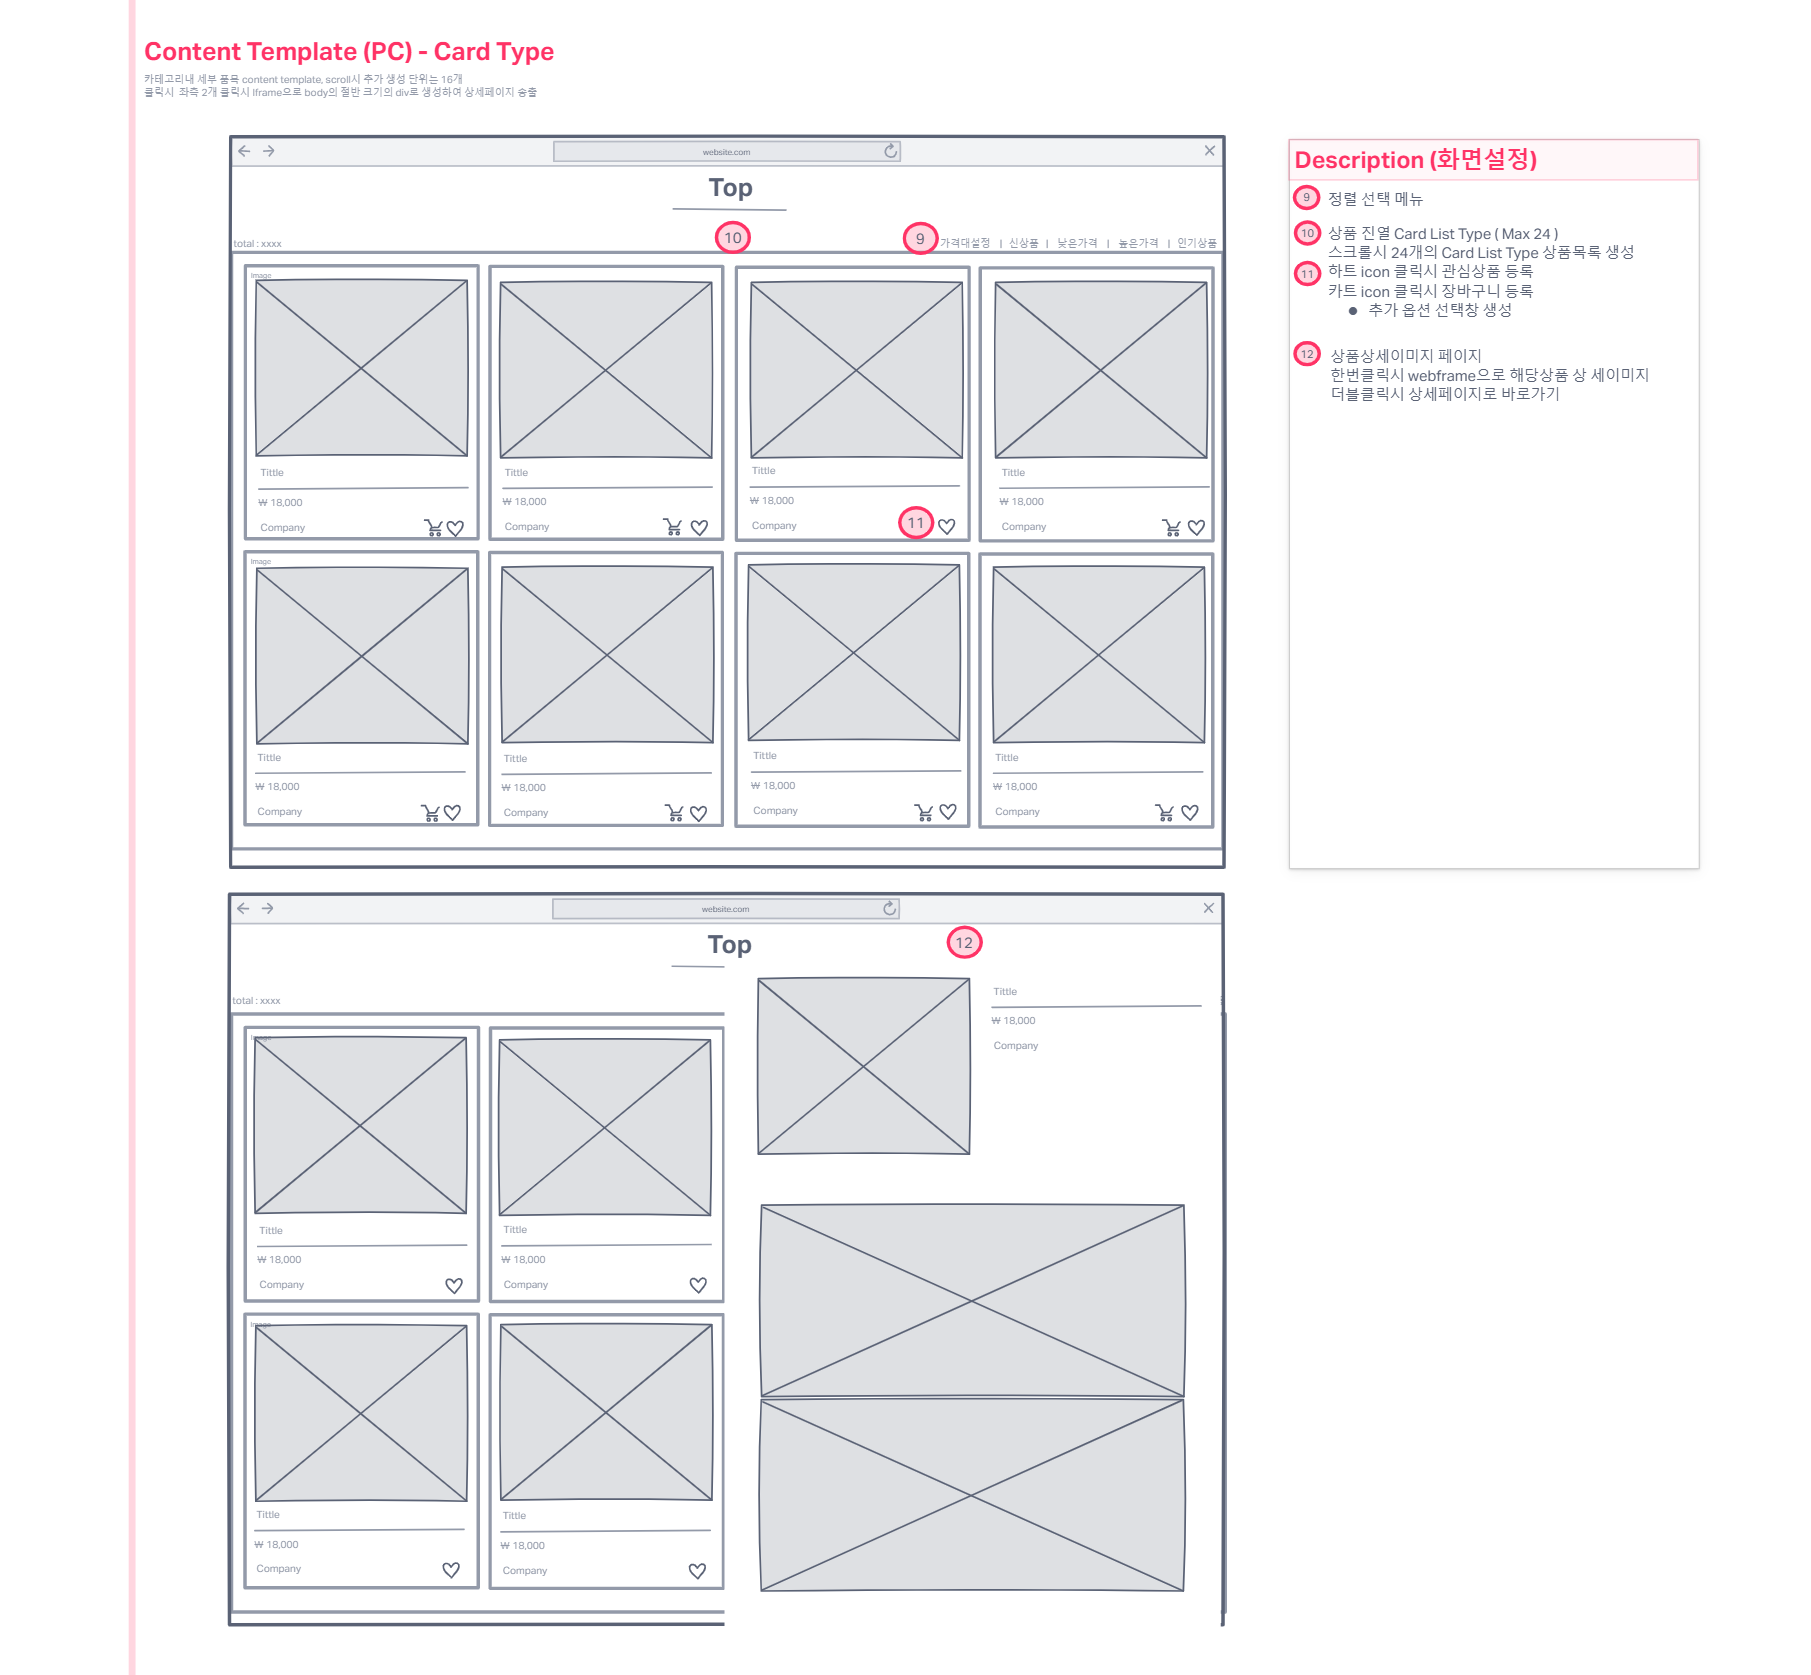 Content Template (PC) - Card Type
카테고리내 세부 품목 content template, scroll시 추가 생성 단위는 16개
클릭시 좌측 2개 클릭시 Iframe으로 body의 절반 크기의 div로 생성하여 상세페이지 송출
website.com
Top
10
9
total : xxxx
가격대설정 | 신상품 | 낮은가격 | 높은가격 | 인기상품
Image
Tittle
Tittle
Tittle
Tittle
₩ 18,000
₩ 18,000
₩ 18,000
₩ 18,000
Company
Company
Company
11
Company
Image
Tittle
Tittle
Tittle
Tittle
₩ 18,000
₩ 18,000
₩ 18,000
₩ 18,000
Company
Company
Company
Company
Description (화면설정)
9 정렬 선택 메뉴
10 상품 진열 Card List Type ( Max 24 )
스크롤시 24개의 Card List Type 상품목록 생성
11 하트 icon 클릭시 관심상품 등록
카트 icon 클릭시 장바구니 등록
● 추가 옵션 선택창 생성
12 상품상세이미지 페이지
한번클릭시 webframe으로 해당상품 상 세이미지
더블클릭시 상세페이지로 바로가기
website.com
Top
12
total : xxxx
Image
Tittle
Tittle
₩ 18,000
₩ 18,000
Company
Company
Image
Tittle
Tittle
₩ 18,000
₩ 18,000
Company
Company
Tittle
₩ 18,000
Company